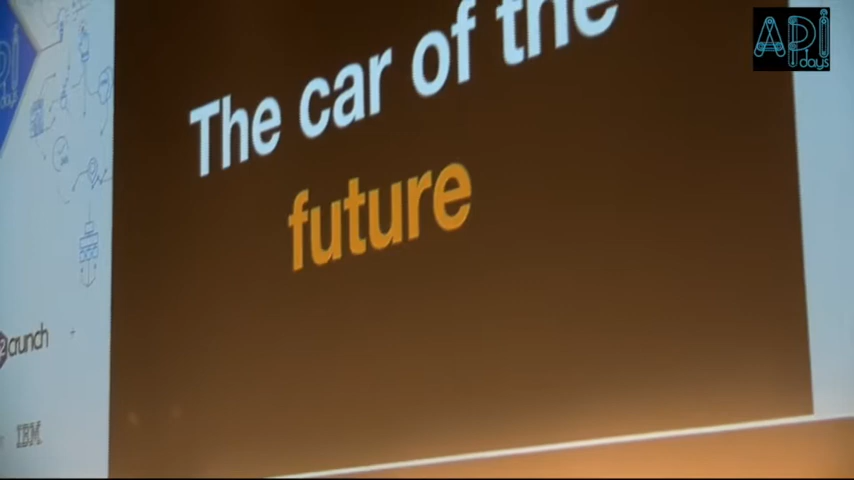 The car of the
future
API
days
crunch
IBM